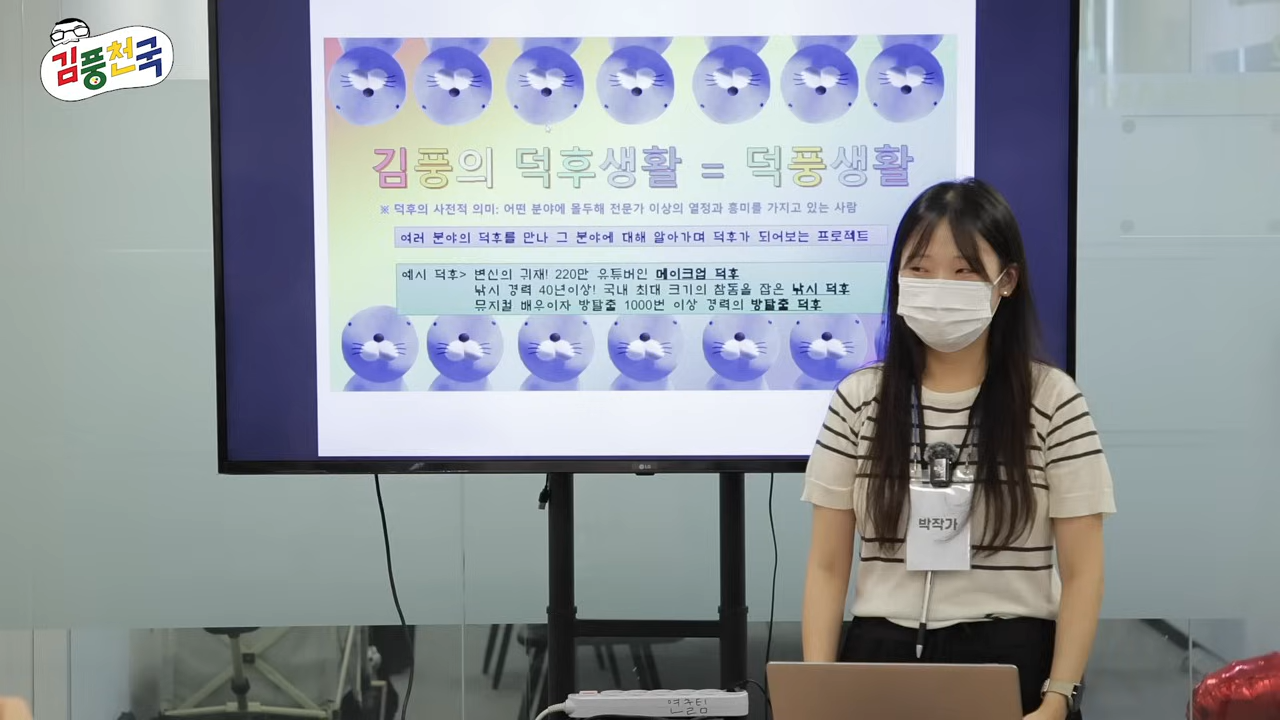 김풍천국
김풍의 덕후생활 = 덕풍생활
※ 덕후의 사전적 의미: 어떤 분야에 몰두해 전문가 이상의 열정과 흥미를 가지고 있는 사람
여러 분야의 덕후를 만나 그 분야에 대해 알아가며 덕후가 되어보는 프로젝트
예시 덕후> 변신의 귀재! 220만 유튜버인 메이크업 덕후
낚시 경력 40년이상! 국내 최대 크기의 참돔을 잡은 낚시 덕후
뮤지컬 배우이자 방탈출 1000번 이상 경력의 방탈출 덕후
LG
박작가
연출팀